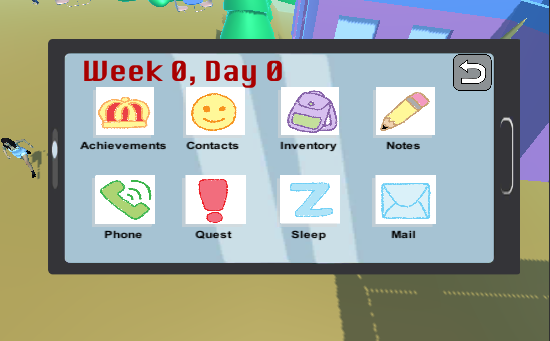 Week 0, Day 0
Achievements Contacts Inventory Notes
Phone Quest Sleep Mail